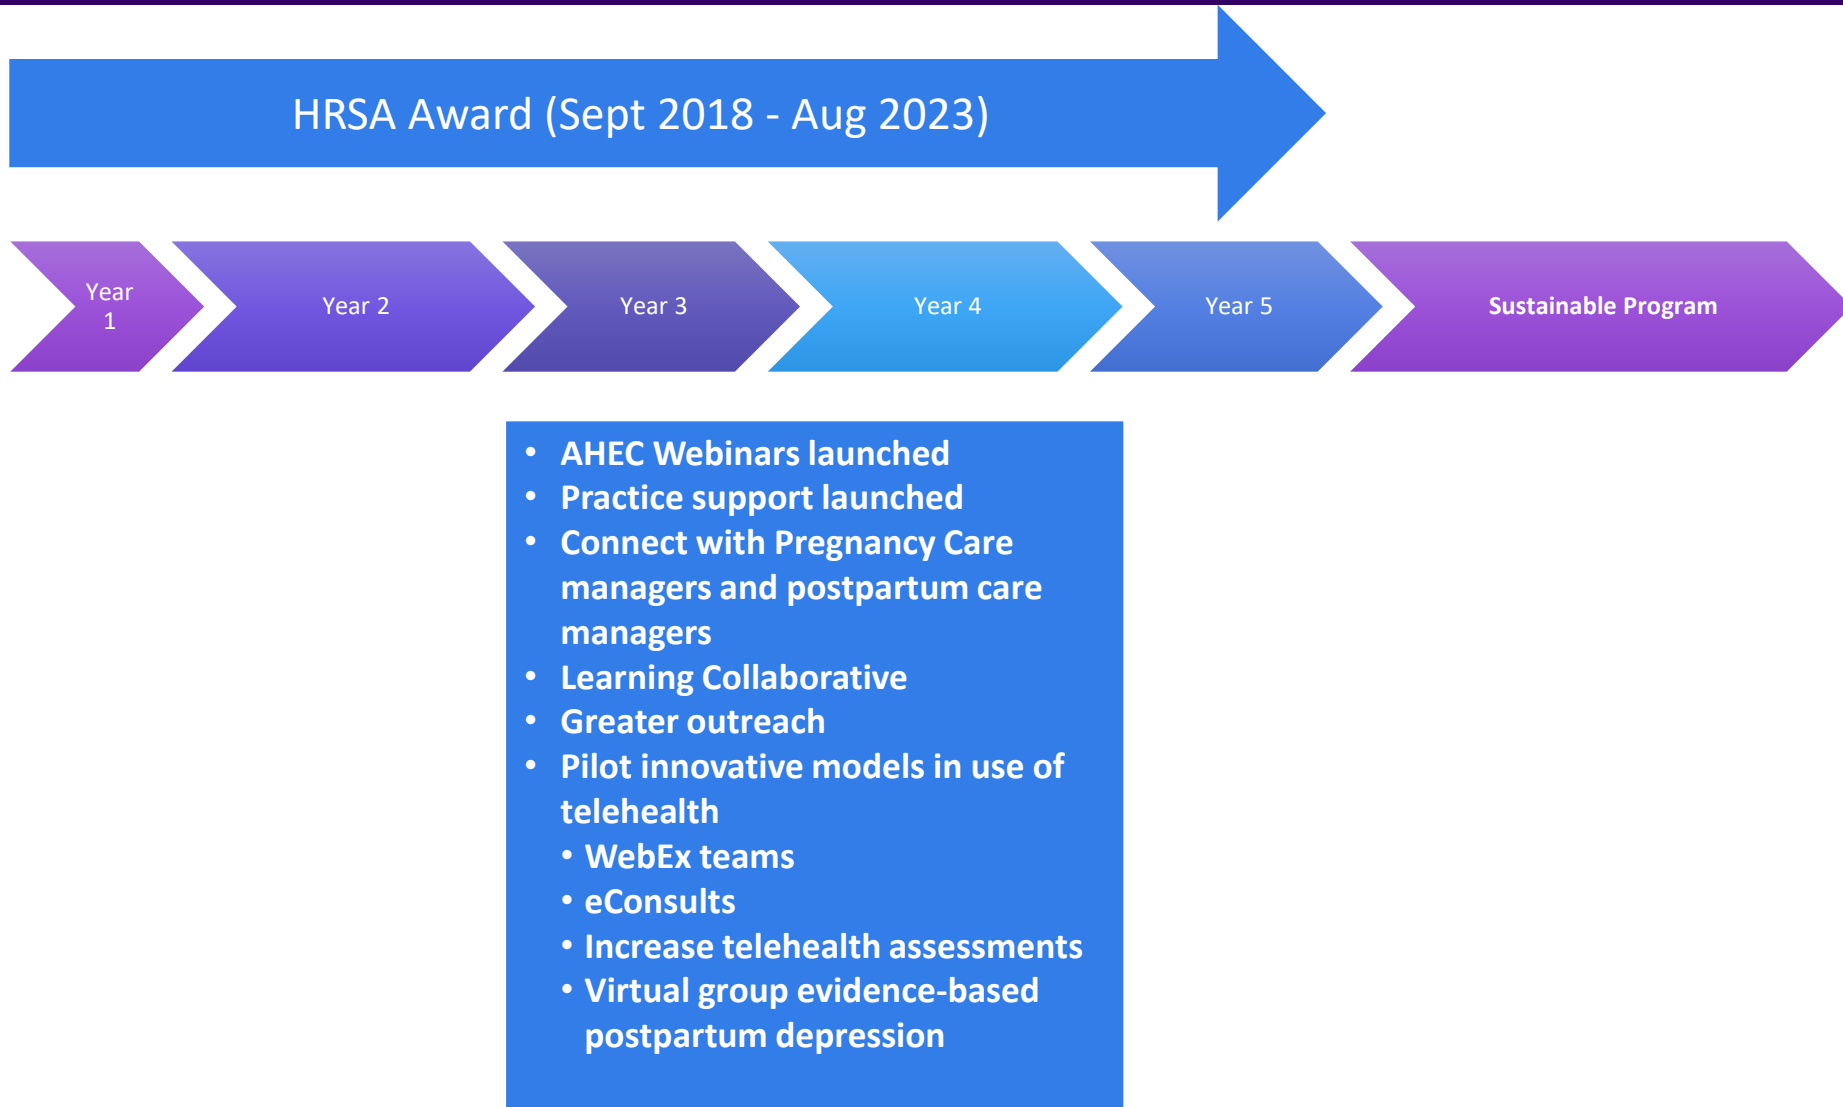 HRSA Award (Sept 2018 - Aug 2023)
Year
1
Year 2
Year 3
Year 4
Year 5
Sustainable Program
• AHEC Webinars launched
• Practice support launched
• Connect with Pregnancy Care
managers and postpartum care
managers
• Learning Collaborative
• Greater outreach
• Pilot innovative models in use of
telehealth
• WebEx teams
• eConsults
• Increase telehealth assessments
• Virtual group evidence-based
postpartum depression